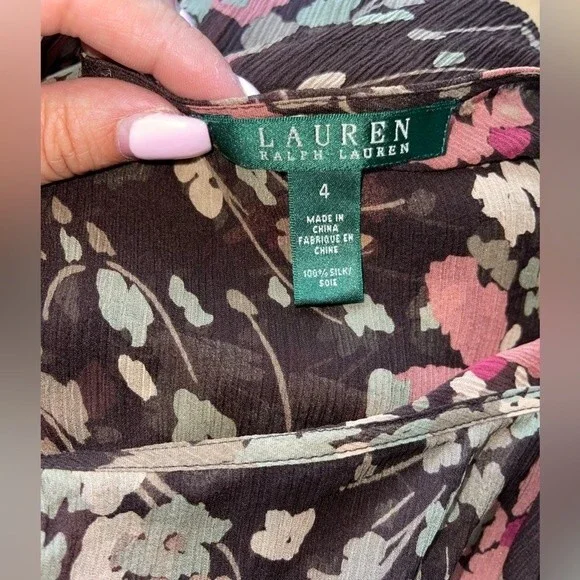 LAUREN
RALPH LAUREN
4
MADE IN
CHINA
FABRIQUE EN
CHINE
100% SILK/
SOIE